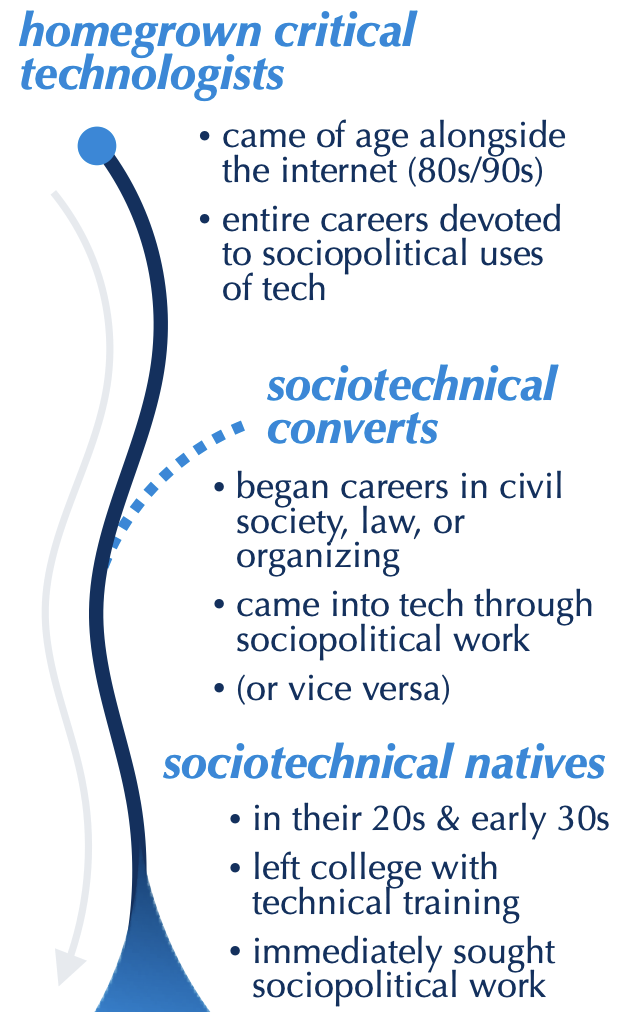 homegrown critical
technologists
• came of age alongside
the internet (80s/90s)
• entire careers devoted
to sociopolitical uses
of tech
sociotechnical
converts
• began careers in civil
society, law, or
organizing
• came into tech through
sociopolitical work
• (or vice versa)
sociotechnical natives
• in their 20s & early 30s
• left college with
technical training
• immediately sought
sociopolitical work